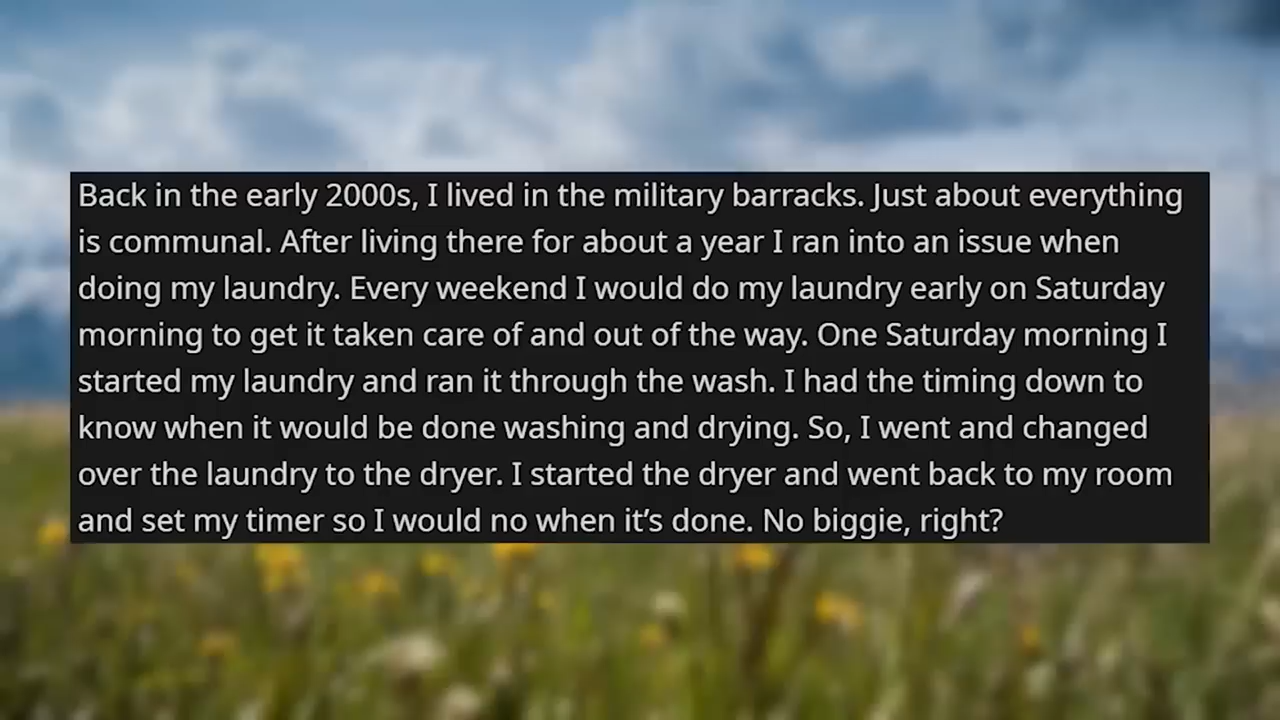 Back in the early 2000s, I lived in the military barracks. Just about everything
is communal. After living there for about a year I ran into an issue when
doing my laundry. Every weekend I would do my laundry early on Saturday
morning to get it taken care of and out of the way. One Saturday morning I
started my laundry and ran it through the wash. I had the timing down to
know when it would be done washing and drying. So, I went and changed
over the laundry to the dryer. I started the dryer and went back to my room
and set my timer so I would no when it’s done. No biggie, right?